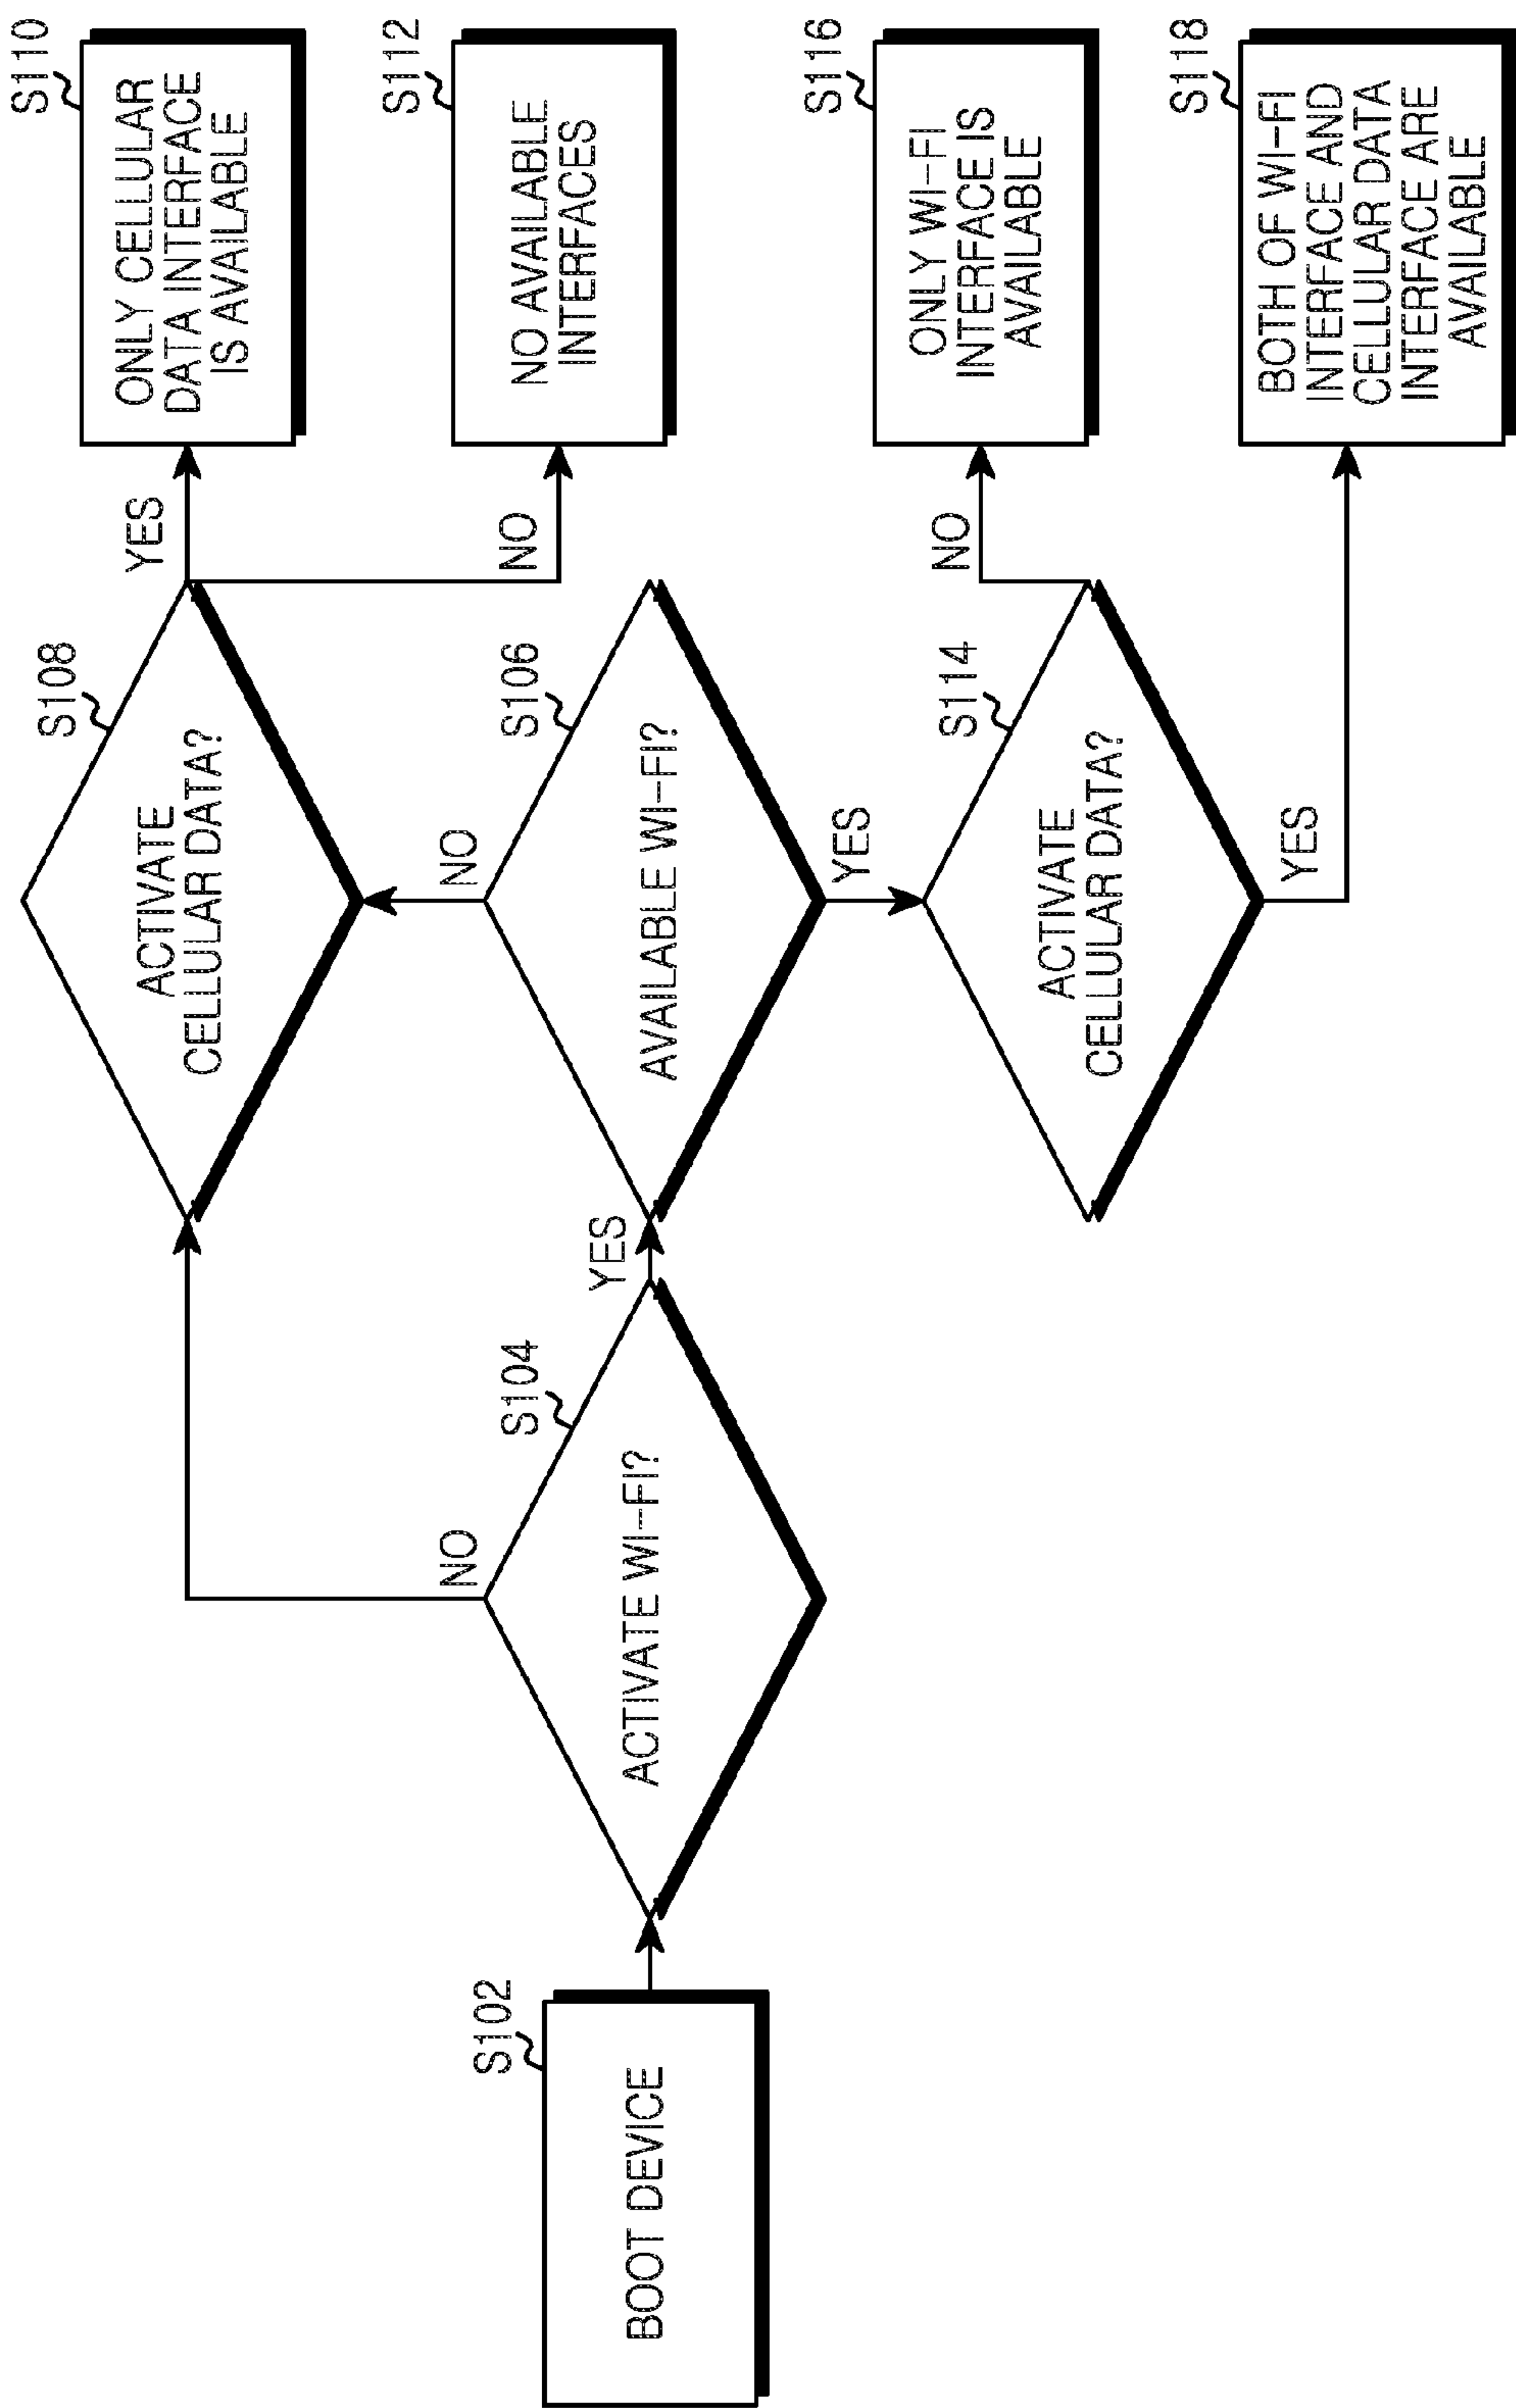 S102
BOOT DEVICE
S104
ACTIVATE WI-FI?
NO
YES
S108
ACTIVATE
CELLULAR DATA?
YES
NO
S110
ONLY CELLULAR
DATA INTERFACE
IS AVAILABLE
S112
NO AVAILABLE
INTERFACES
S106
AVAILABLE WI-FI?
NO
YES
S114
ACTIVATE
CELLULAR DATA?
NO
YES
S116
ONLY WI-FI
INTERFACE IS
AVAILABLE
S118
BOTH OF WI-FI
INTERFACE AND
CELLULAR DATA
INTERFACE ARE
AVAILABLE